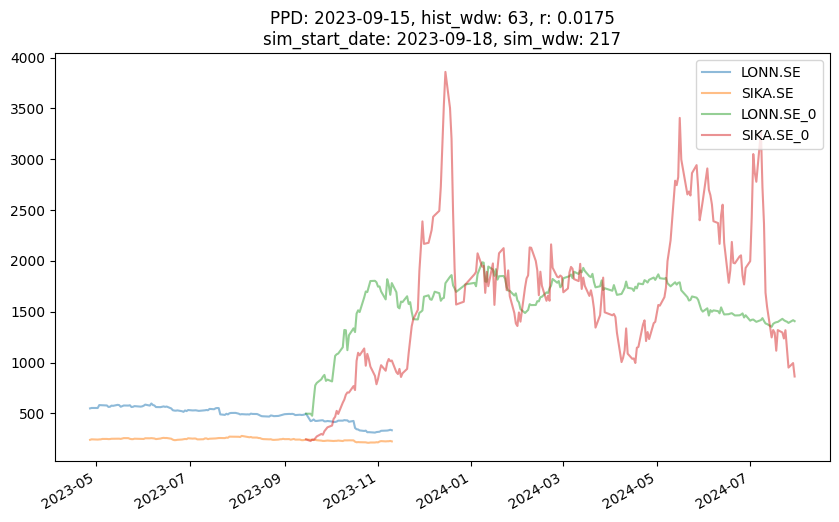 PPD: 2023-09-15, hist_wdw: 63, r: 0.0175
sim_start_date: 2023-09-18, sim_wdw: 217
4000
3500
3000
2500
2000
1500
1000
500
LONN.SE
SIKA.SE
LONN.SE_0
SIKA.SE_0
2023-05
2023-07
2023-09
2023-11
2024-01
2024-03
2024-05
2024-07